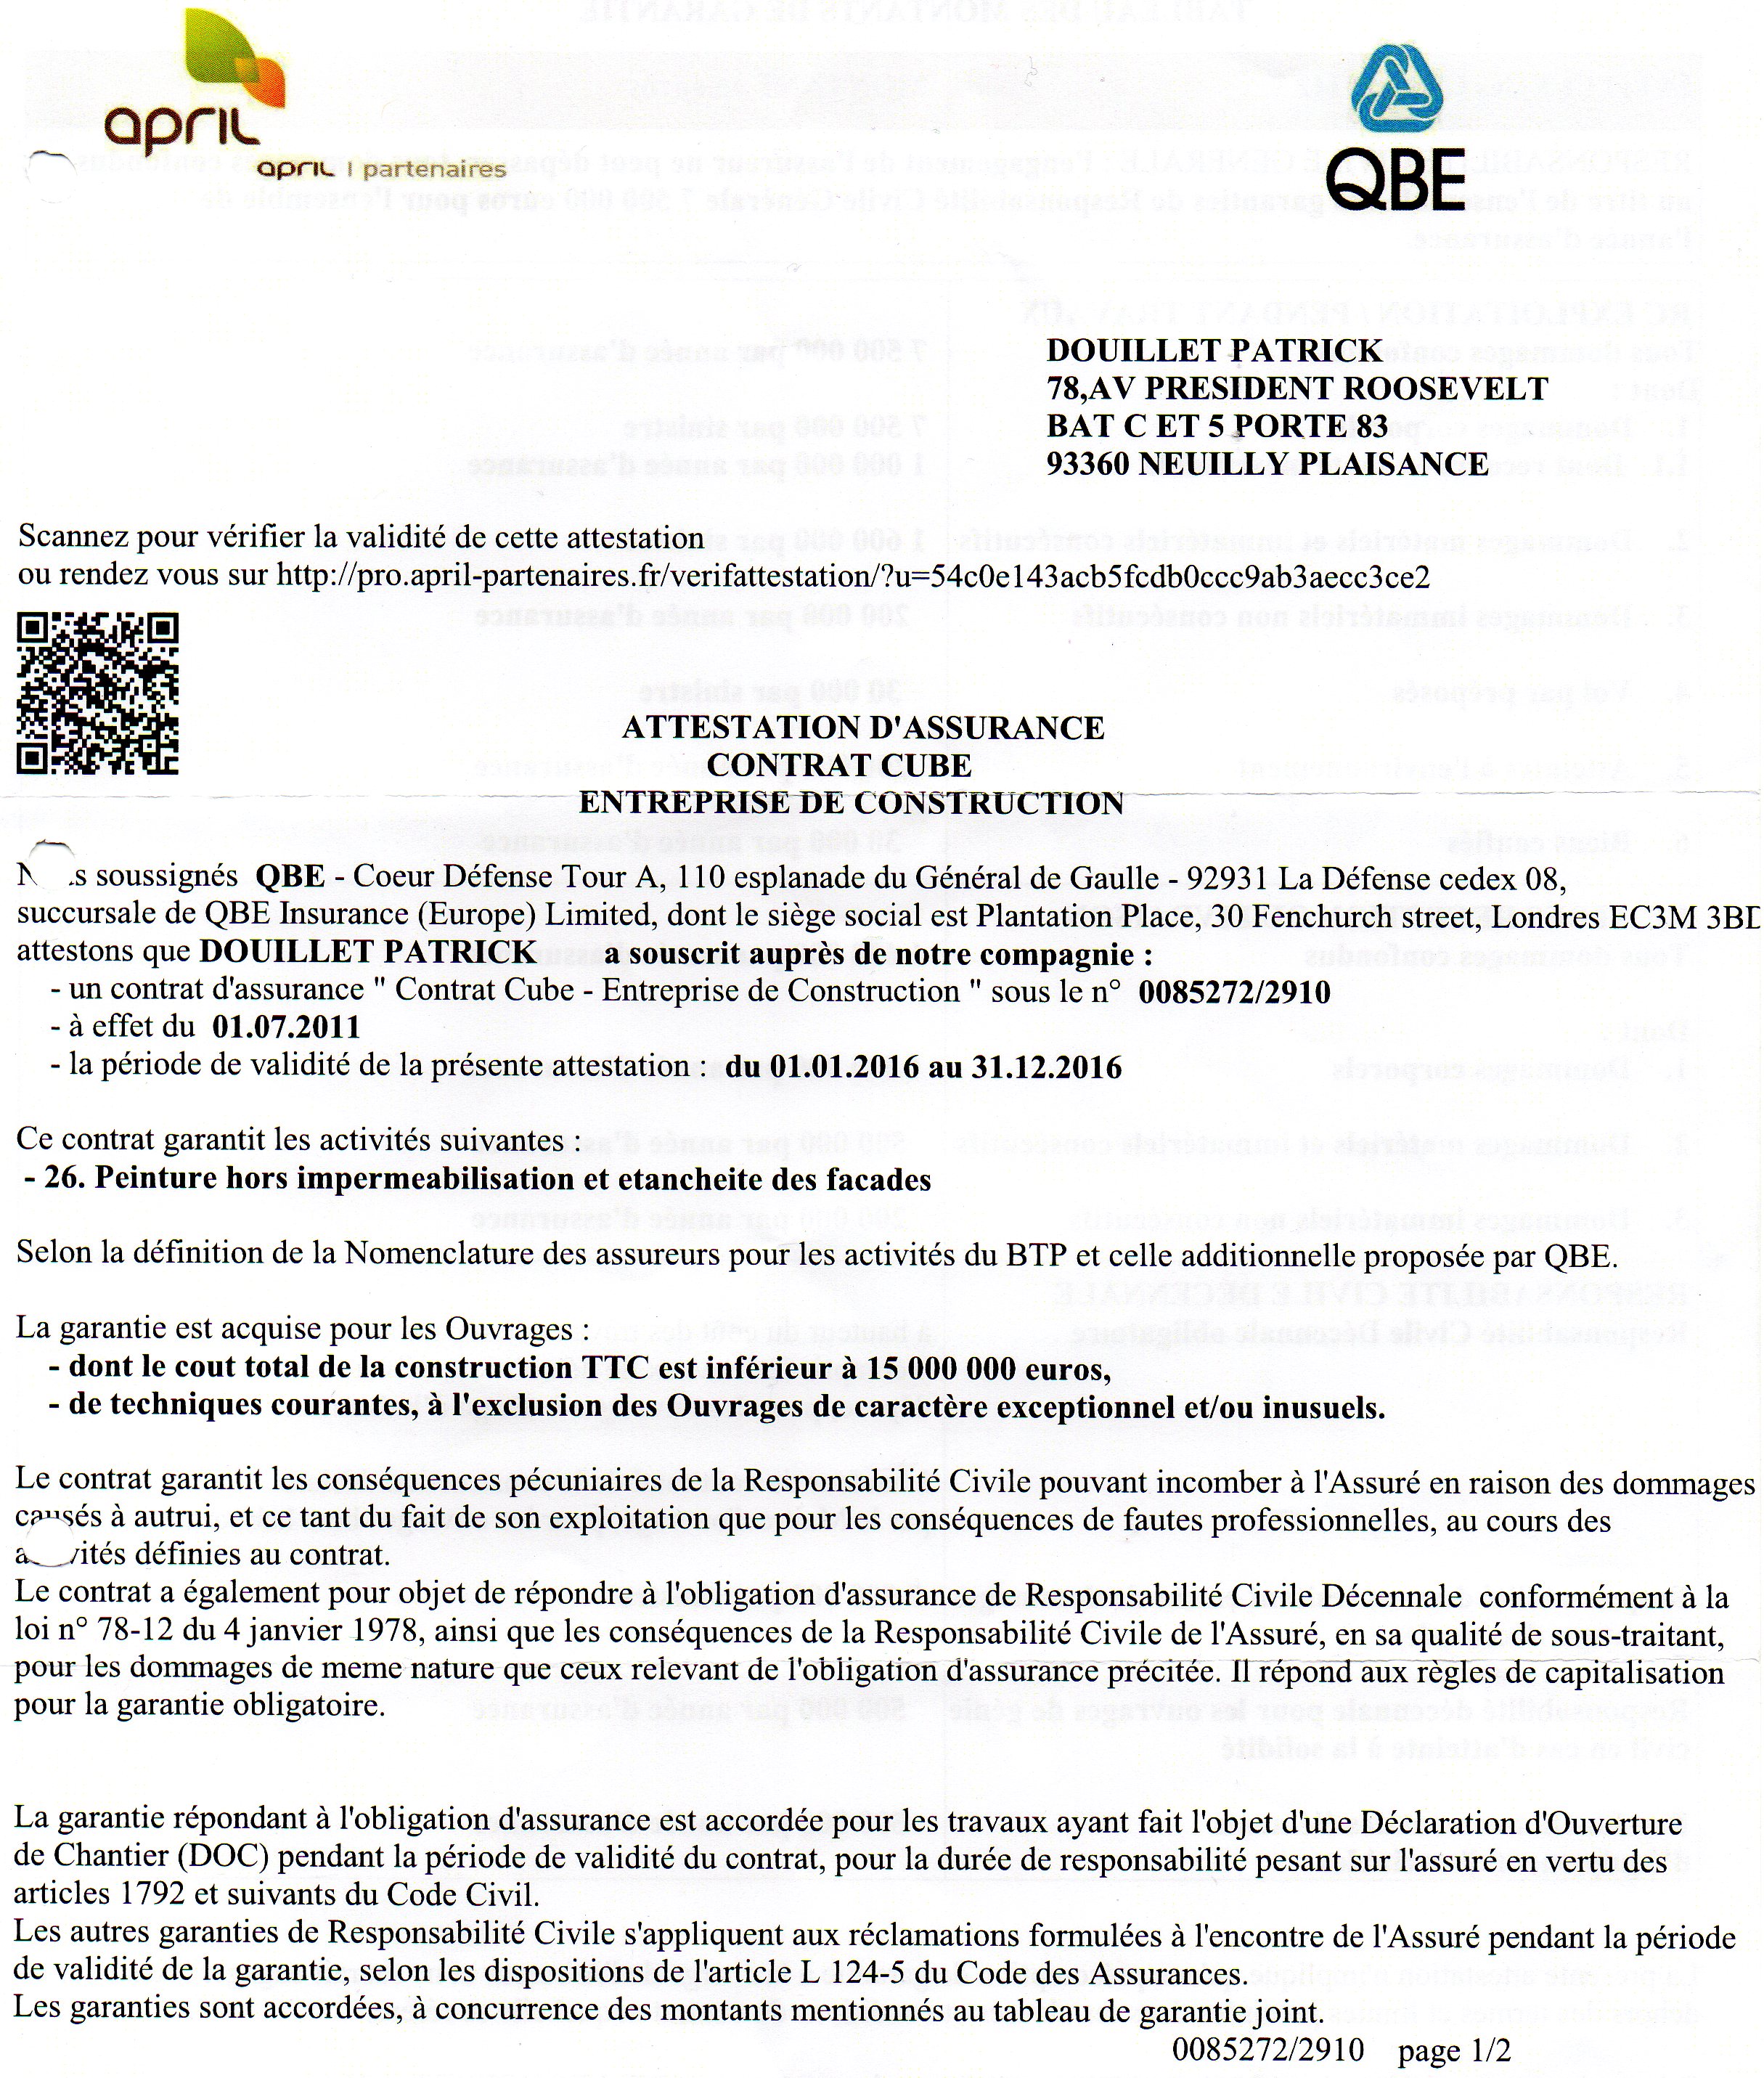 april
april | partenaires
QBE
DOUILLET PATRICK
78,AV PRESIDENT ROOSEVELT
BAT C ET 5 PORTE 83
93360 NEUILLY PLAISANCE
Scannez pour vérifier la validité de cette attestation
ou rendez vous sur http://pro.april-partenaires.fr/verifattestation/?u=54c0e143acb5fcdb0ccc9ab3aecc3ce2
ATTESTATION D'ASSURANCE
CONTRAT CUBE
ENTREPRISE DE CONSTRUCTION
soussignés QBE - Coeur Défense Tour A, 110 esplanade du Général de Gaulle - 92931 La Défense cedex 08,
succursale de QBE Insurance (Europe) Limited, dont le siège social est Plantation Place, 30 Fenchurch street, Londres EC3M
attestons que DOUILLET PATRICK a souscrit auprès de notre compagnie :
- un contrat d'assurance " Contrat Cube - Entreprise de Construction " sous le n° 0085272/2910
- à effet du 01.07.2011
- la période de validité de la présente attestation : du 01.01.2016 au 31.12.2016
Ce contrat garantit les activités suivantes :
- 26. Peinture hors impermeabilisation et etancheite des facades
Selon la définition de la Nomenclature des assureurs pour les activités du BTP et celle additionnelle proposée par QBE.
La garantie est acquise pour les Ouvrages :
- dont le cout total de la construction TTC est inférieur à 15 000 000 euros,
- de techniques courantes, à l'exclusion des Ouvrages de caractère exceptionnel et/ou inusuels.
Le contrat garantit les conséquences pécuniaires de la Responsabilité Civile pouvant incomber à l'Assuré en raison des dommages
causés à autrui, et ce tant du fait de son exploitation que pour les conséquences de fautes professionnelles, au cours des
définies au contrat.
Le contrat a également pour objet de répondre à l'obligation d'assurance de Responsabilité Civile Décennale conformément à la
loi n° 78-12 du 4 janvier 1978, ainsi que les conséquences de la Responsabilité Civile de l'Assuré, en sa qualité de sous-traitant,
pour les dommages de meme nature que ceux relevant de l'obligation d'assurance précitée. Il répond aux règles de capitalisation
pour la garantie obligatoire.
La garantie répondant à l'obligation d'assurance est accordée pour les travaux ayant fait l'objet d'une Déclaration d'Ouverture
de Chantier (DOC) pendant la période de validité du contrat, pour la durée de responsabilité pesant sur l'assuré en vertu des
articles 1792 et suivants du Code Civil.
Les autres garanties de Responsabilité Civile s'appliquent aux réclamations formulées à l'encontre de l'Assuré pendant la période
de validité de la garantie, selon les dispositions de l'article L 124-5 du Code des Assurances.
Les garanties sont accordées, à concurrence des montants mentionnés au tableau de garantie joint.
0085272/2910 page 1/2